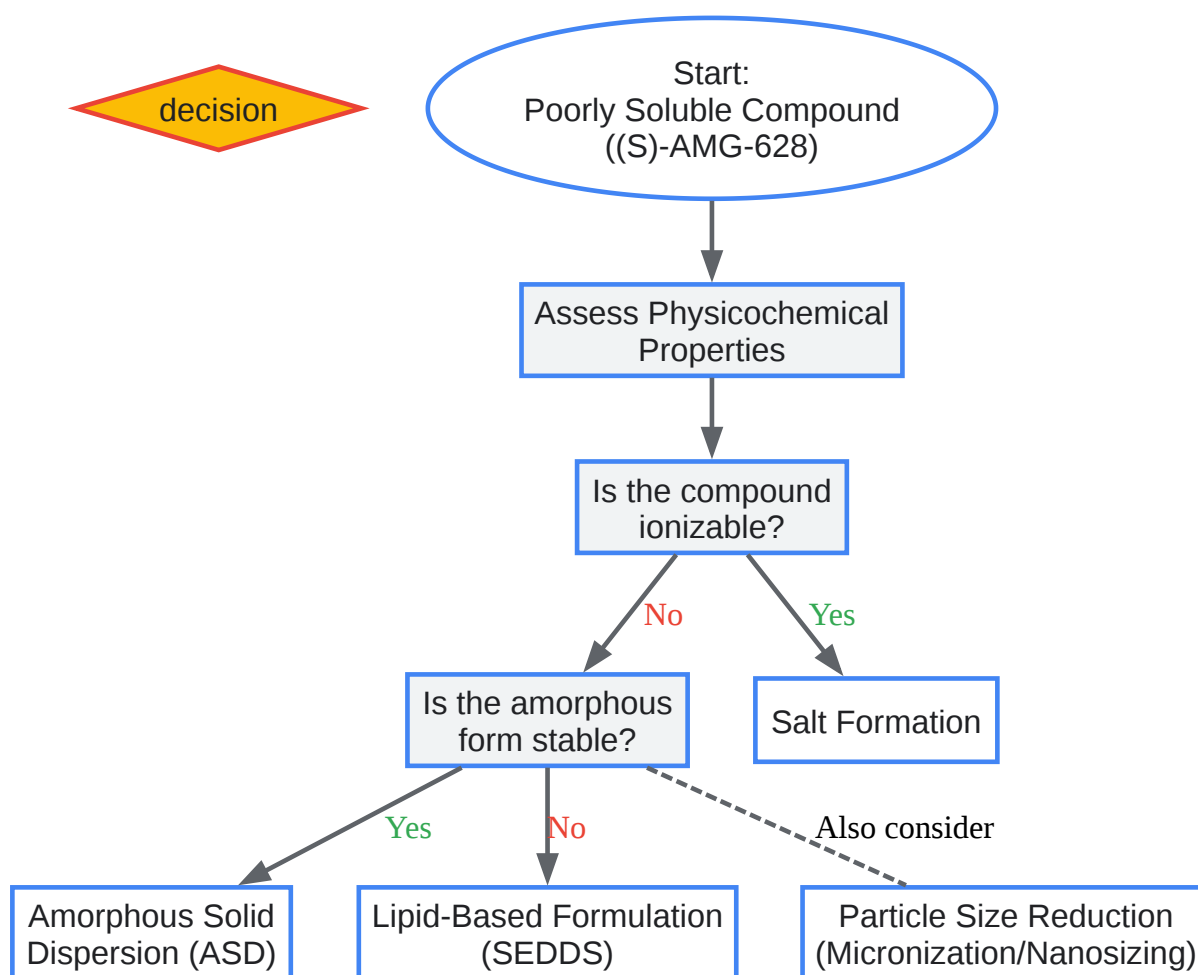 decision
Start:
Poorly Soluble Compound
((S)-AMG-628)
Assess Physicochemical
Properties
Is the compound
ionizable?
No
Yes
Is the amorphous
form stable?
Salt Formation
Yes
No
Also consider
Amorphous Solid
Dispersion (ASD)
Lipid-Based Formulation
(SEDDS)
Particle Size Reduction
(Micronization/Nanosizing)